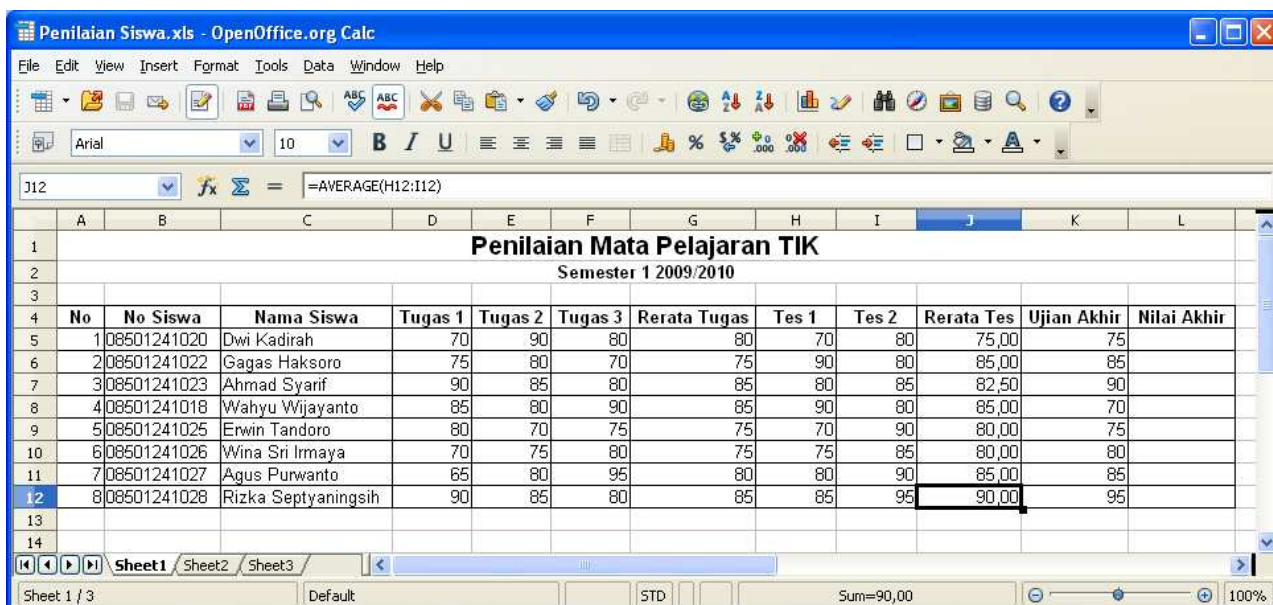 Penilaian Siswa.xls - OpenOffice.org Calc
File Edit View Insert Format Tools Data Window Help
ABC ABC
Arial 10 B I U % $% .000 .000 A
J12 fx Σ = =AVERAGE(H12:I12)
A B C D E F G H I J K L
1 Penilaian Mata Pelajaran TIK
2 Semester 1 2009/2010
3
4 No No Siswa Nama Siswa Tugas 1 Tugas 2 Tugas 3 Rerata Tugas Tes 1 Tes 2 Rerata Tes Ujian Akhir Nilai Akhir
5 1 08501241020 Dwi Kadirah 70 90 80 80 70 80 75,00 75
6 2 08501241022 Gagas Haksoro 75 80 70 75 90 80 85,00 85
7 3 08501241023 Ahmad Syarif 90 85 80 85 80 85 82,50 90
8 4 08501241018 Wahyu Wijayanto 85 80 90 85 90 80 85,00 70
9 5 08501241025 Erwin Tandoro 80 70 75 75 70 90 80,00 75
10 6 08501241026 Wina Sri Irmaya 70 75 80 75 75 85 80,00 80
11 7 08501241027 Agus Purwanto 65 80 95 80 80 90 85,00 85
12 8 08501241028 Rizka Septyaningsih 90 85 80 85 85 95 90,00 95
13
14
Sheet1 Sheet2 Sheet3
Sheet 1 / 3 Default STD Sum=90,00 100%